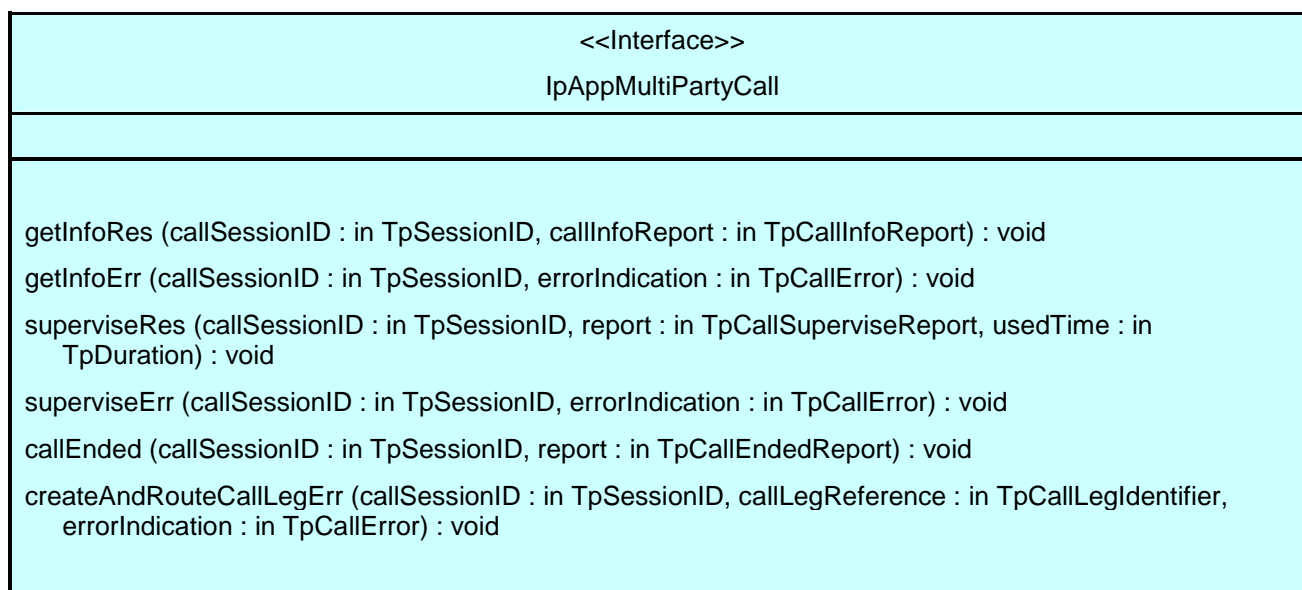 <<Interface>>
IpAppMultiPartyCall
getInfoRes (callSessionID : in TpSessionID, callInfoReport : in TpCallInfoReport) : void
getInfoErr (callSessionID : in TpSessionID, errorIndication : in TpCallError) : void
superviseRes (callSessionID : in TpSessionID, report : in TpCallSuperviseReport, usedTime : in
TpDuration) : void
superviseErr (callSessionID : in TpSessionID, errorIndication : in TpCallError) : void
callEnded (callSessionID : in TpSessionID, report : in TpCallEndedReport) : void
createAndRouteCallLegErr (callSessionID : in TpSessionID, callLegReference : in TpCallLegIdentifier,
errorIndication : in TpCallError) : void